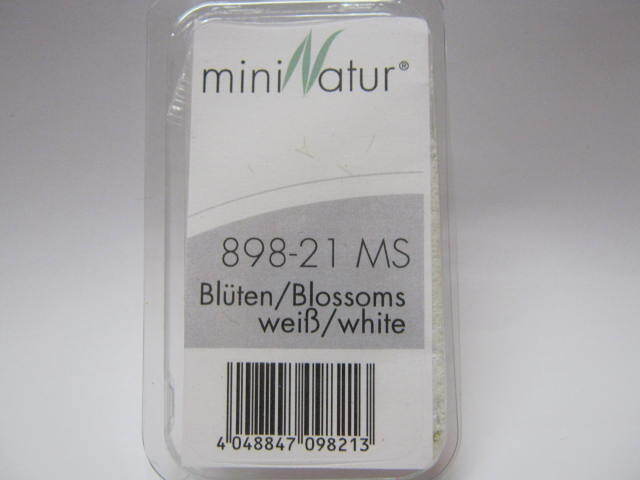 miniNatur®
898-21 MS
Blüten/Blossoms
weiß/white
4 048847 098213